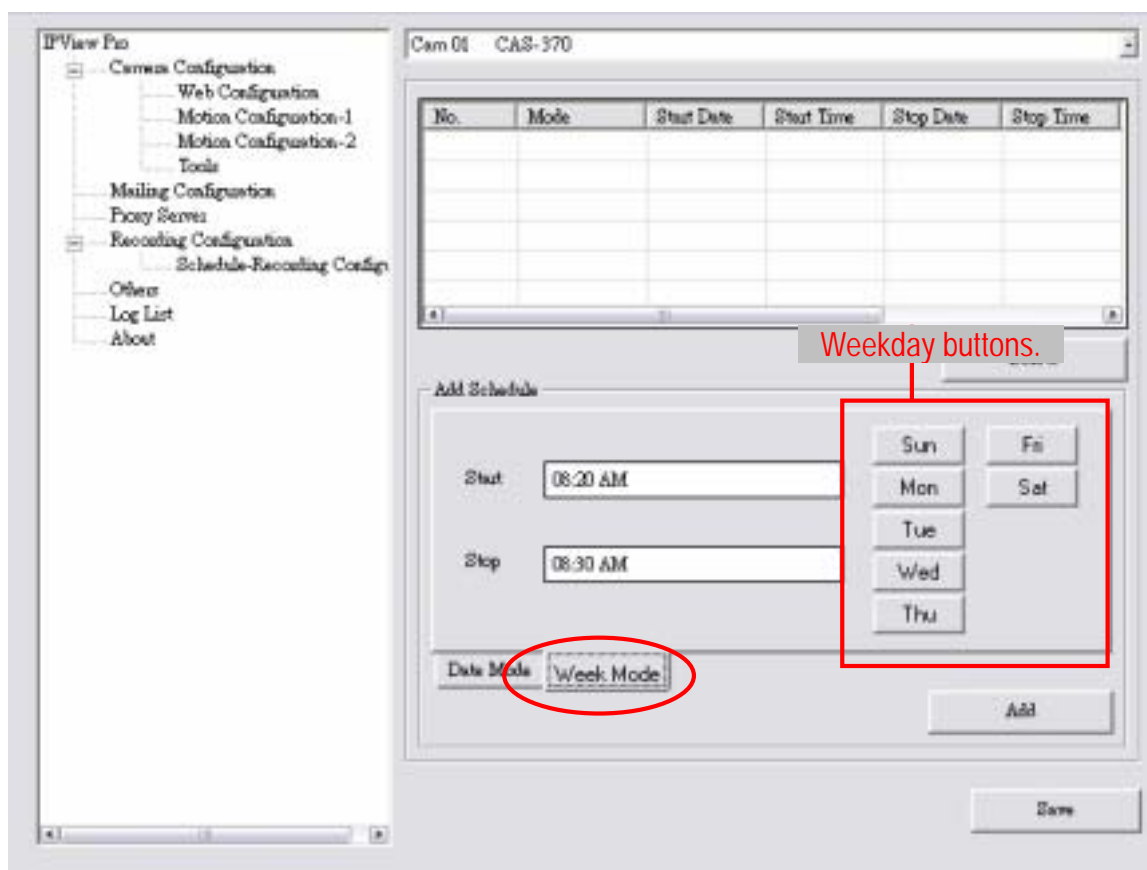 IPView Pro
Camera Configuration
Web Configuration
Motion Configuration-1
Motion Configuration-2
Tools
Mailing Configuration
Proxy Server
Recording Configuration
Schedule-Recording Config
Others
Log List
About
Cam 01 CAS-370
No. Mode Start Date Start Time Stop Date Stop Time
Weekday buttons.
Add Schedule
Start 08:20 AM
Stop 08:30 AM
Sun Fri
Mon Sat
Tue
Wed
Thu
Date Mode Week Mode
Add
Save